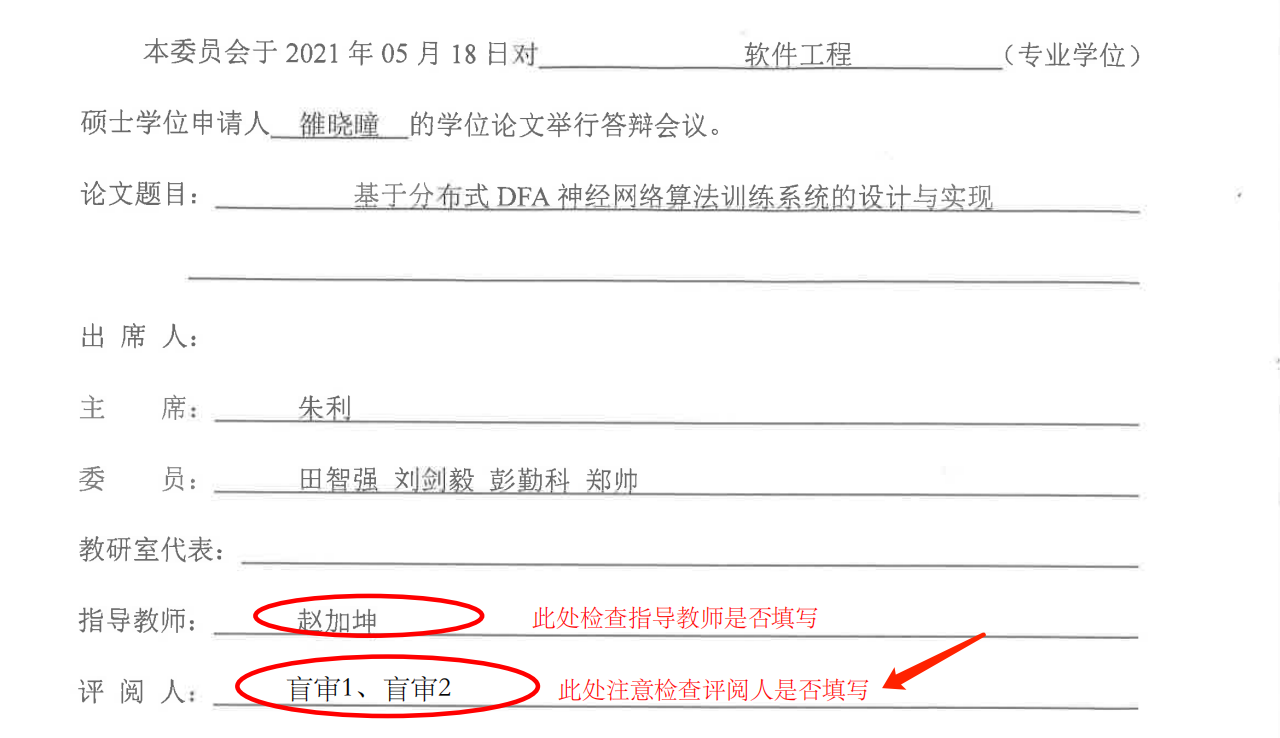 本委员会于 2021 年 05 月 18 日对 软件工程 （专业学位）
硕士学位申请人 雒晓瞳 的学位论文举行答辩会议。
论文题目： 基于分布式 DFA 神经网络算法训练系统的设计与实现
出 席 人：
主 席： 朱利
委 员： 田智强 刘剑毅 彭勤科 郑帅
教研室代表：
指导教师： 赵加坤 此处检查指导教师是否填写
评 阅 人： 盲审1、盲审2 此处注意检查评阅人是否填写